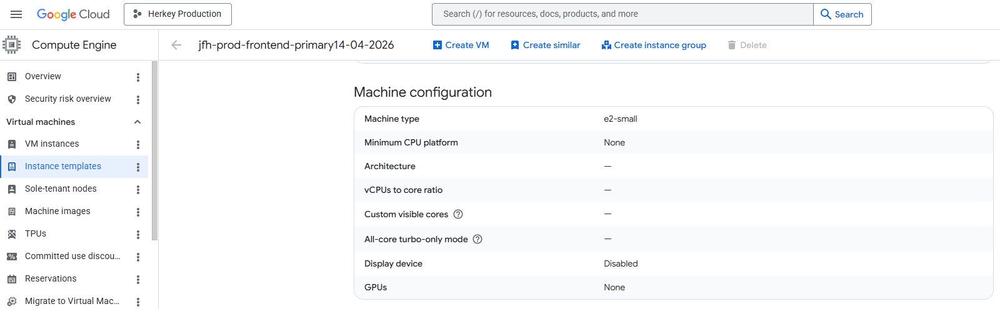 Google Cloud
Herkey Production
Search (/) for resources, docs, products, and more
Search
Compute Engine
jfh-prod-frontend-primary14-04-2026
Create VM
Create similar
Create instance group
Delete
Overview
Security risk overview
Virtual machines
VM instances
Instance templates
Sole-tenant nodes
Machine images
TPUs
Committed use discou...
Reservations
Migrate to Virtual Mac...
Machine configuration
Machine type e2-small
Minimum CPU platform None
Architecture —
vCPUs to core ratio —
Custom visible cores ? —
All-core turbo-only mode ? —
Display device Disabled
GPUs None